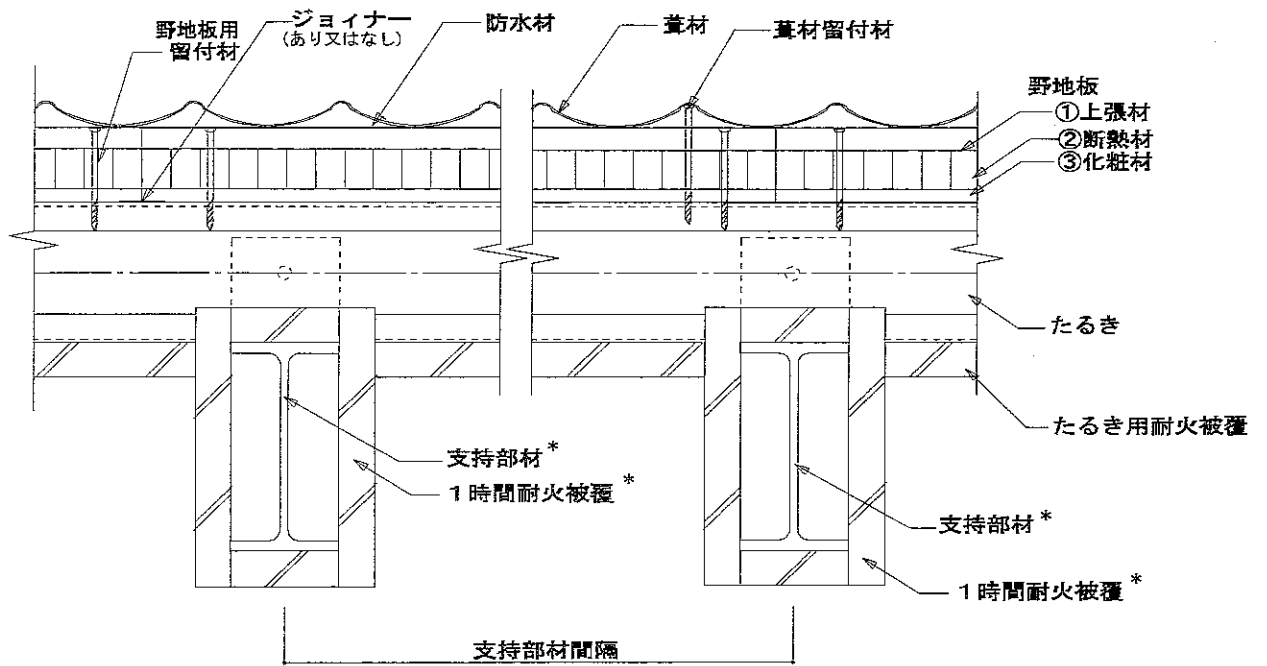 野地板用
留付材
ジョィナー
(あり又はなし)
防水材
葺材
葺材留付材
野地板
①上張材
②断熱材
③化粧材
たるき
たるき用耐火被覆
支持部材*
1時間耐火被覆*
支持部材*
1時間耐火被覆*
支持部材間隔